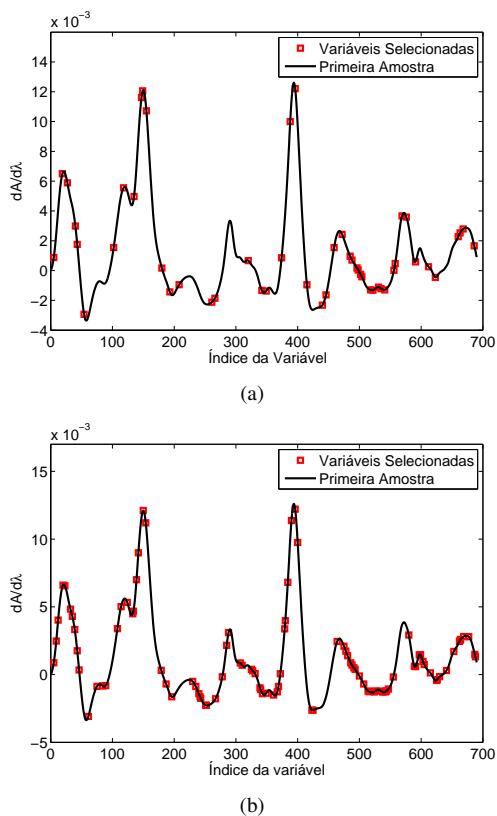 x 10⁻³
14
12
10
8
6
4
2
0
−2
−4
dA/dλ
Variáveis Selecionadas
Primeira Amostra
0 100 200 300 400 500 600 700
Índice da Variável
(a)
x 10⁻³
15
10
5
0
−5
dA/dλ
Variáveis Selecionadas
Primeira Amostra
0 100 200 300 400 500 600 700
Índice da variável
(b)